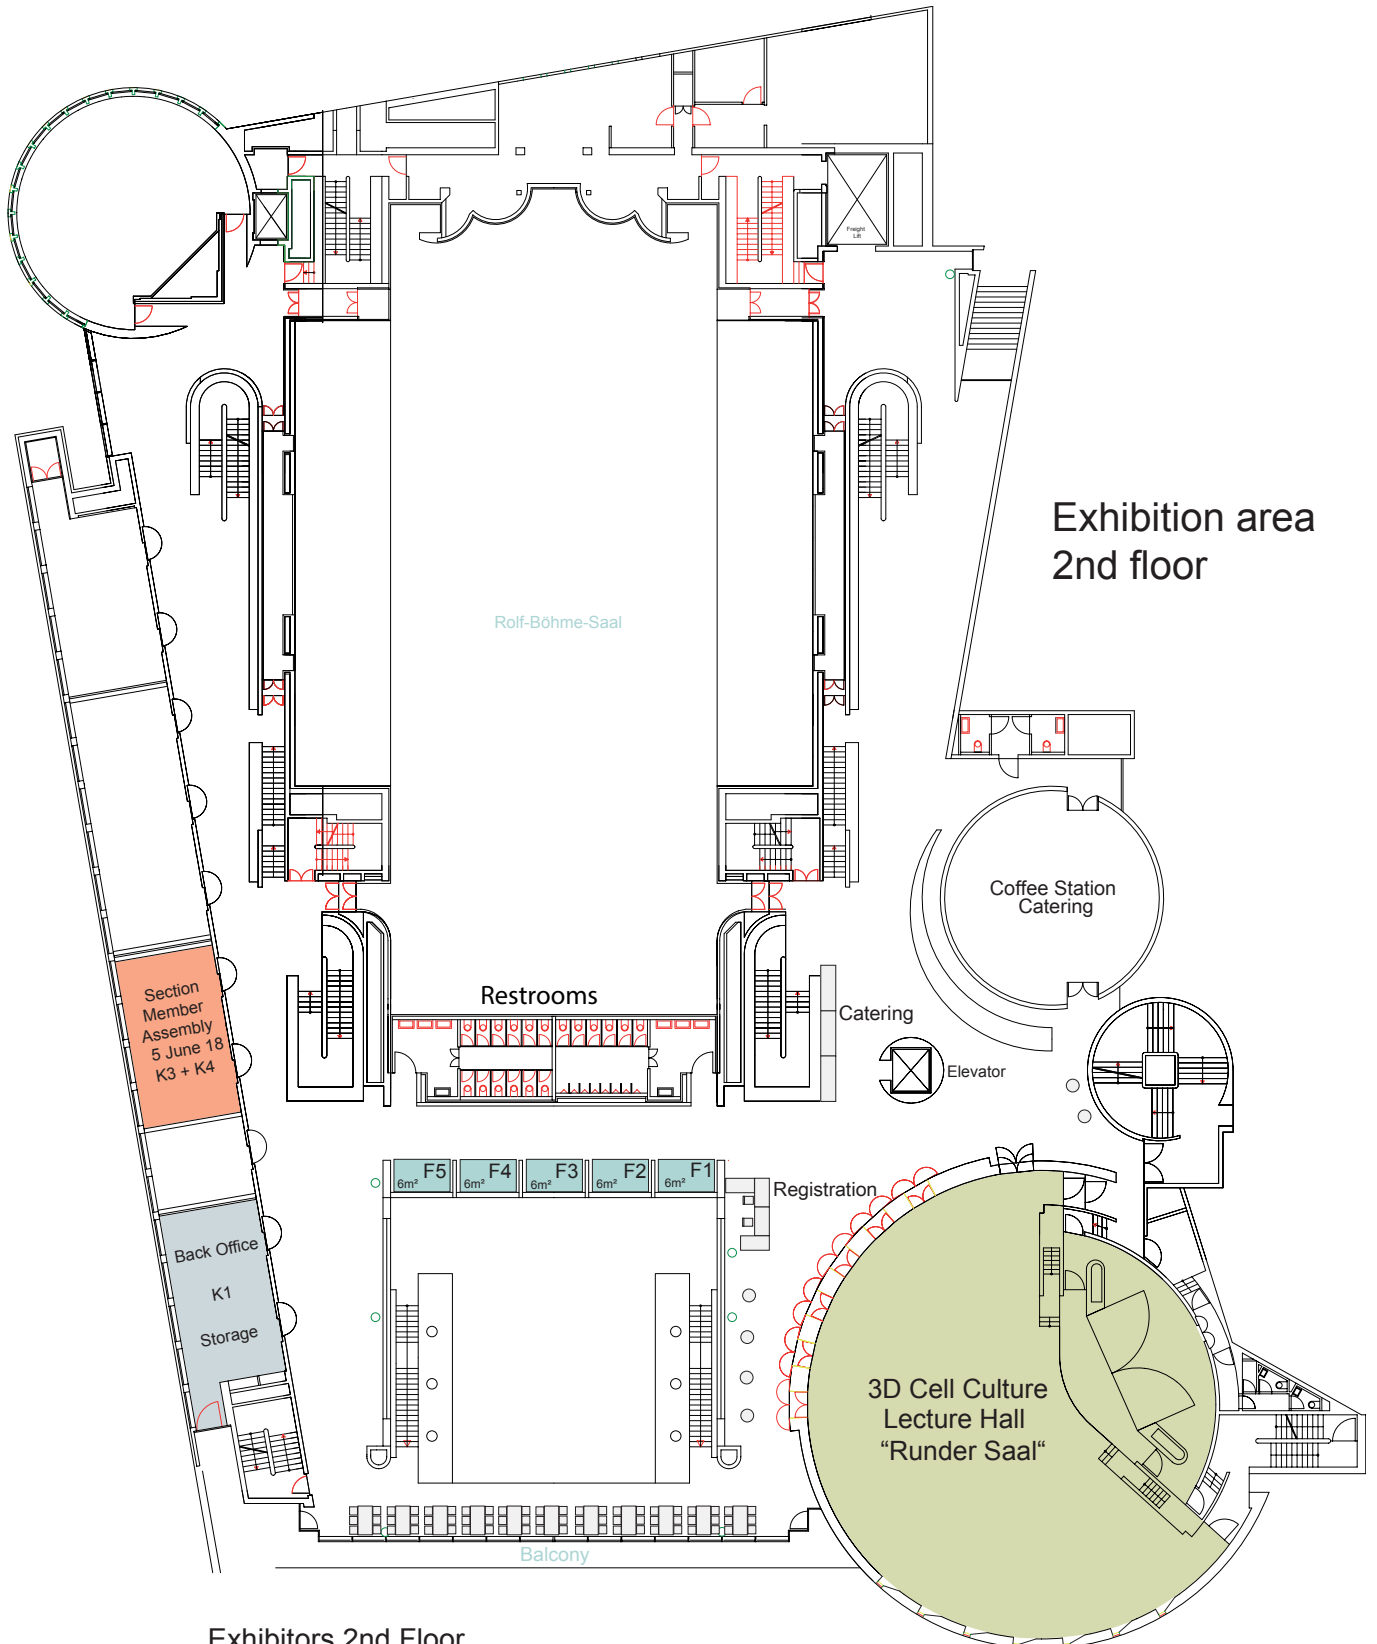 Freight
Lift
Exhibition area
2nd floor
Rolf-Böhme-Saal
Coffee Station
Catering
Section
Member
Assembly
5 June 18
K3 + K4
Restrooms
Catering
Elevator
F5
6m²
F4
6m²
F3
6m²
F2
6m²
F1
6m²
Registration
Back Office
K1
Storage
3D Cell Culture
Lecture Hall
“Runder Saal“
Balcony
Exhibitors 2nd Floor